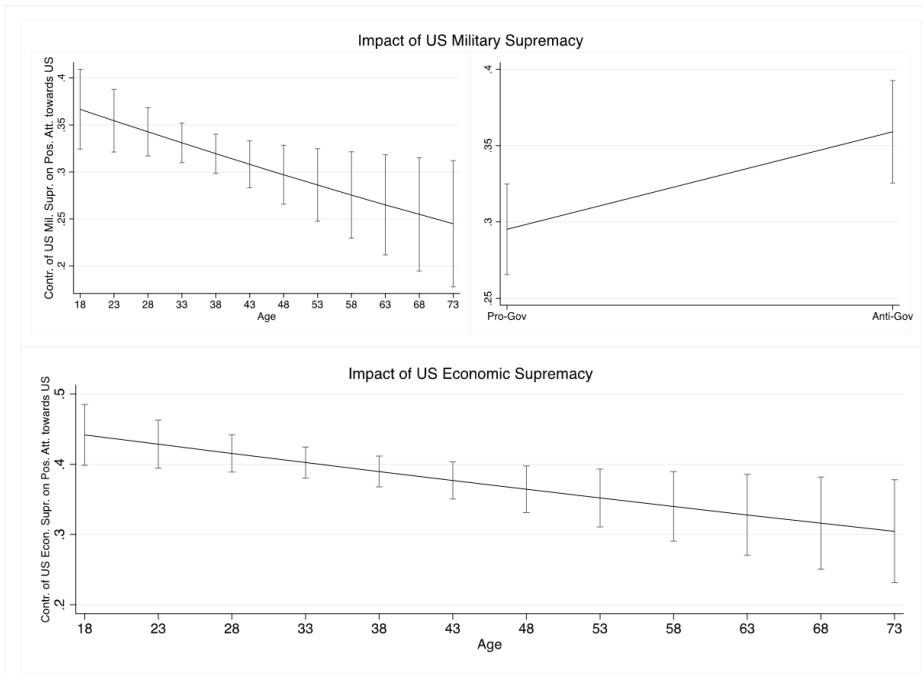 Impact of US Military Supremacy
Contr. of US Mil. Supr. on Pos. Att. towards US
.4
.35
.3
.25
.2
18 23 28 33 38 43 48 53 58 63 68 73
Age
.4
.35
.3
.25
Pro-Gov Anti-Gov
Impact of US Economic Supremacy
Contr. of US Econ. Supr. on Pos. Att. towards US
.5
.4
.3
.2
18 23 28 33 38 43 48 53 58 63 68 73
Age